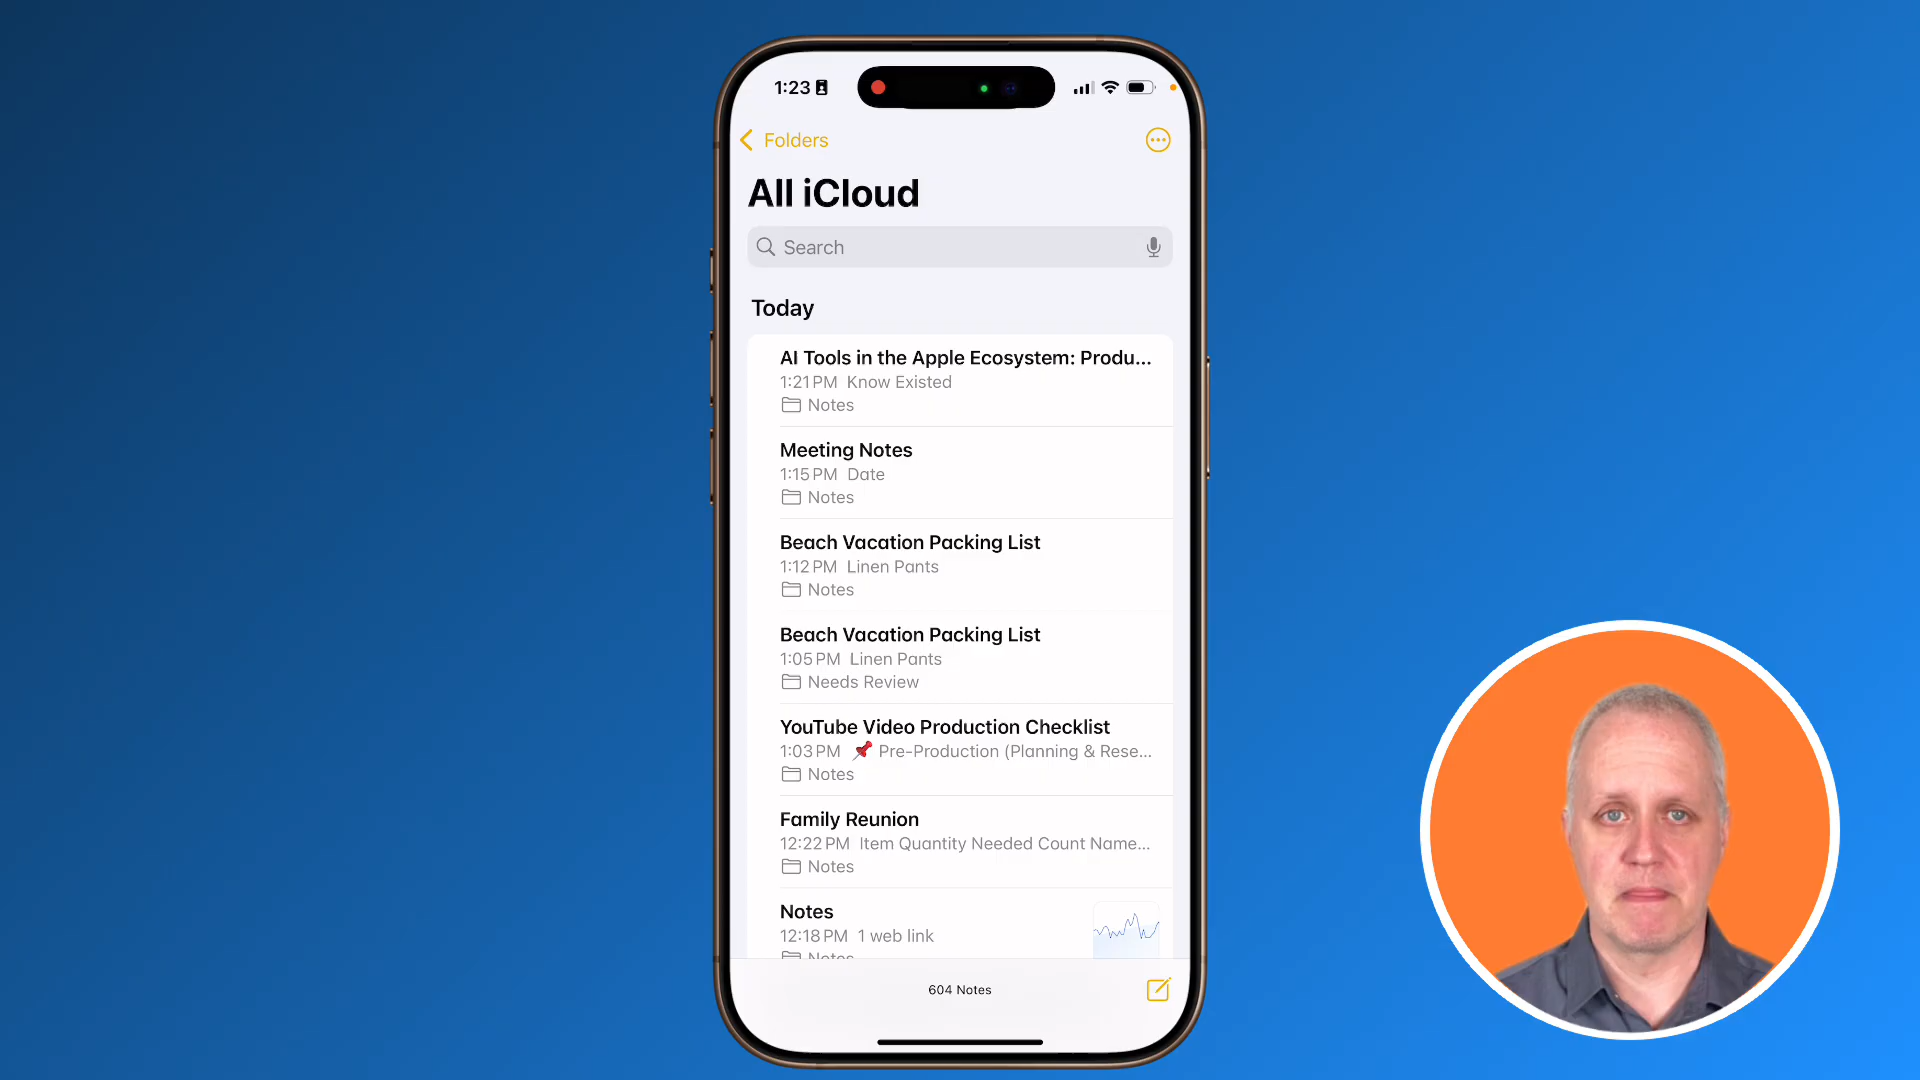 1:23
Folders
All iCloud
Search
Today
AI Tools in the Apple Ecosystem: Produ...
1:21 PM Know Existed
Notes
Meeting Notes
1:15 PM Date
Notes
Beach Vacation Packing List
1:12 PM Linen Pants
Notes
Beach Vacation Packing List
1:05 PM Linen Pants
Needs Review
YouTube Video Production Checklist
1:03 PM 📌 Pre-Production (Planning & Rese...
Notes
Family Reunion
12:22 PM Item Quantity Needed Count Name...
Notes
Notes
12:18 PM 1 web link
Notes
604 Notes